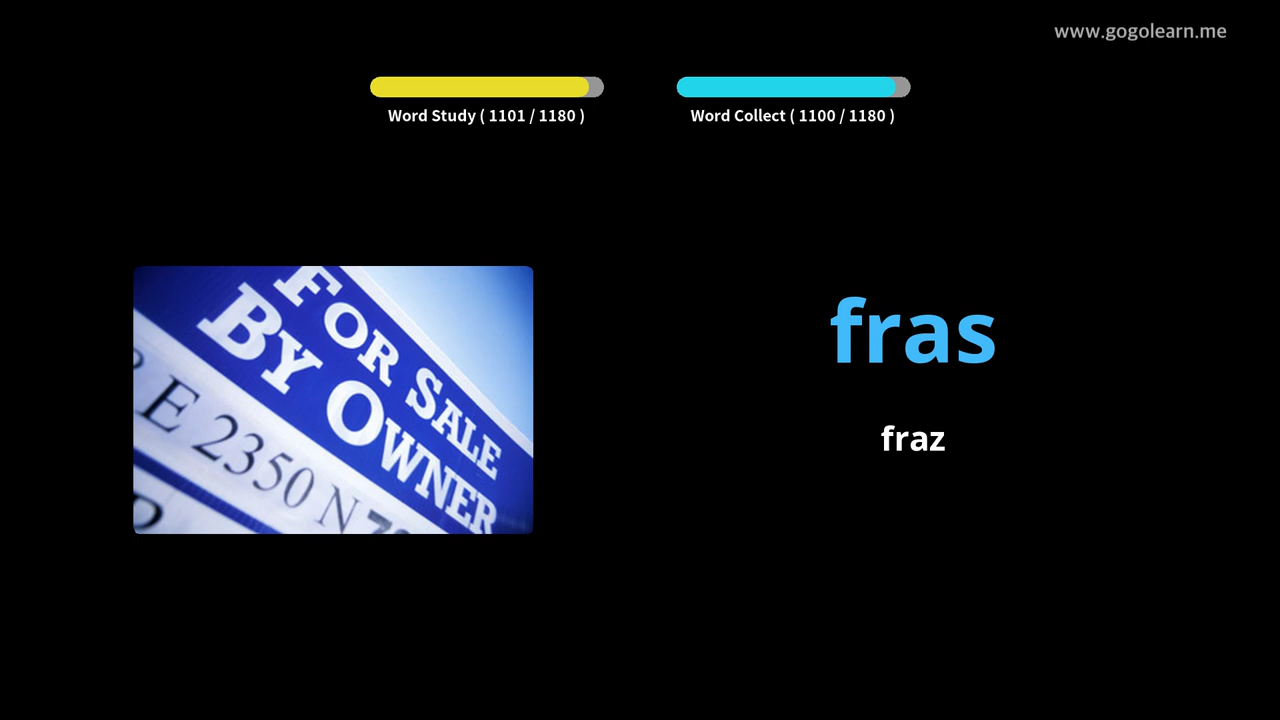 www.gogolearn.me
Word Study ( 1101 / 1180 )
Word Collect ( 1100 / 1180 )
FOR SALE
BY OWNER
E 2350 N
fras
fraz